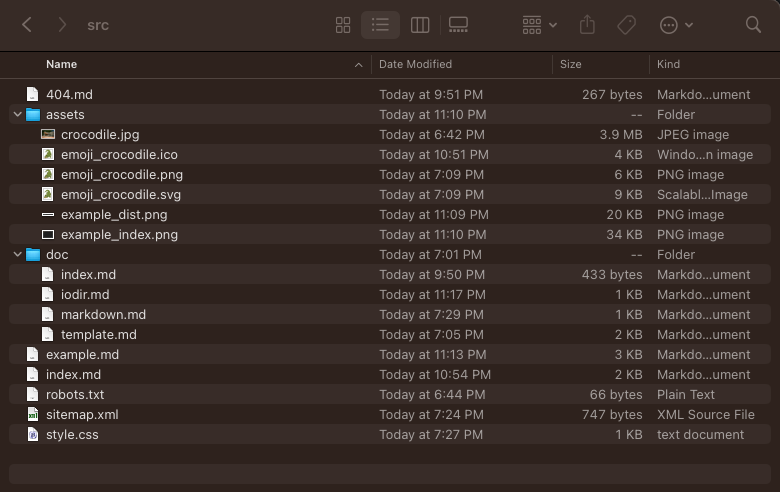 src
Name Date Modified Size Kind
404.md Today at 9:51 PM 267 bytes Markdo...ument
assets Today at 11:10 PM -- Folder
crocodile.jpg Today at 6:42 PM 3.9 MB JPEG image
emoji_crocodile.ico Today at 10:51 PM 4 KB Windo...n image
emoji_crocodile.png Today at 7:09 PM 6 KB PNG image
emoji_crocodile.svg Today at 7:09 PM 9 KB Scalabl...Image
example_dist.png Today at 11:09 PM 20 KB PNG image
example_index.png Today at 11:10 PM 34 KB PNG image
doc Today at 7:01 PM -- Folder
index.md Today at 9:50 PM 433 bytes Markdo...ument
iodir.md Today at 11:17 PM 1 KB Markdo...ument
markdown.md Today at 7:29 PM 1 KB Markdo...ument
template.md Today at 7:05 PM 2 KB Markdo...ument
example.md Today at 11:13 PM 3 KB Markdo...ument
index.md Today at 10:54 PM 2 KB Markdo...ument
robots.txt Today at 6:44 PM 66 bytes Plain Text
sitemap.xml Today at 7:24 PM 747 bytes XML Source File
style.css Today at 7:27 PM 1 KB text document